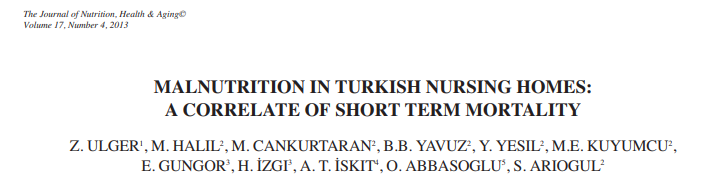 The Journal of Nutrition, Health & Aging©
Volume 17, Number 4, 2013
MALNUTRITION IN TURKISH NURSING HOMES:
A CORRELATE OF SHORT TERM MORTALITY
Z. ULGER¹, M. HALIL², M. CANKURTARAN², B.B. YAVUZ², Y. YESIL², M.E. KUYUMCU²,
E. GUNGOR³, H. İZGI³, A. T. İSKIT⁴, O. ABBASOGLU⁵, S. ARIOGUL²